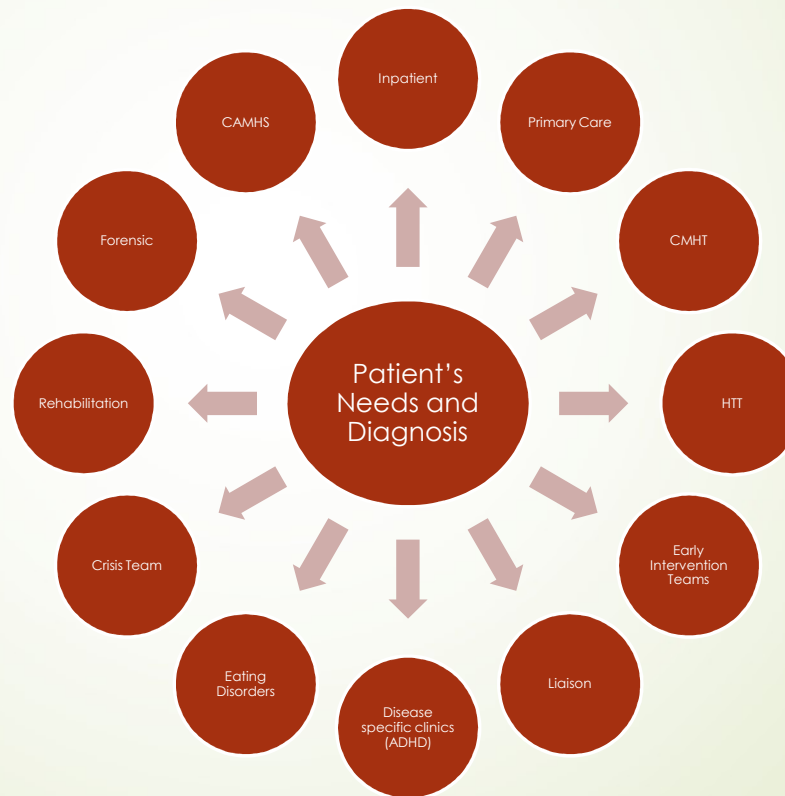 Inpatient
Primary Care
CMHT
HTT
Early
Intervention
Teams
Liaison
Disease
specific clinics
(ADHD)
Eating
Disorders
Crisis Team
Rehabilitation
Forensic
CAMHS
Patient’s
Needs and
Diagnosis